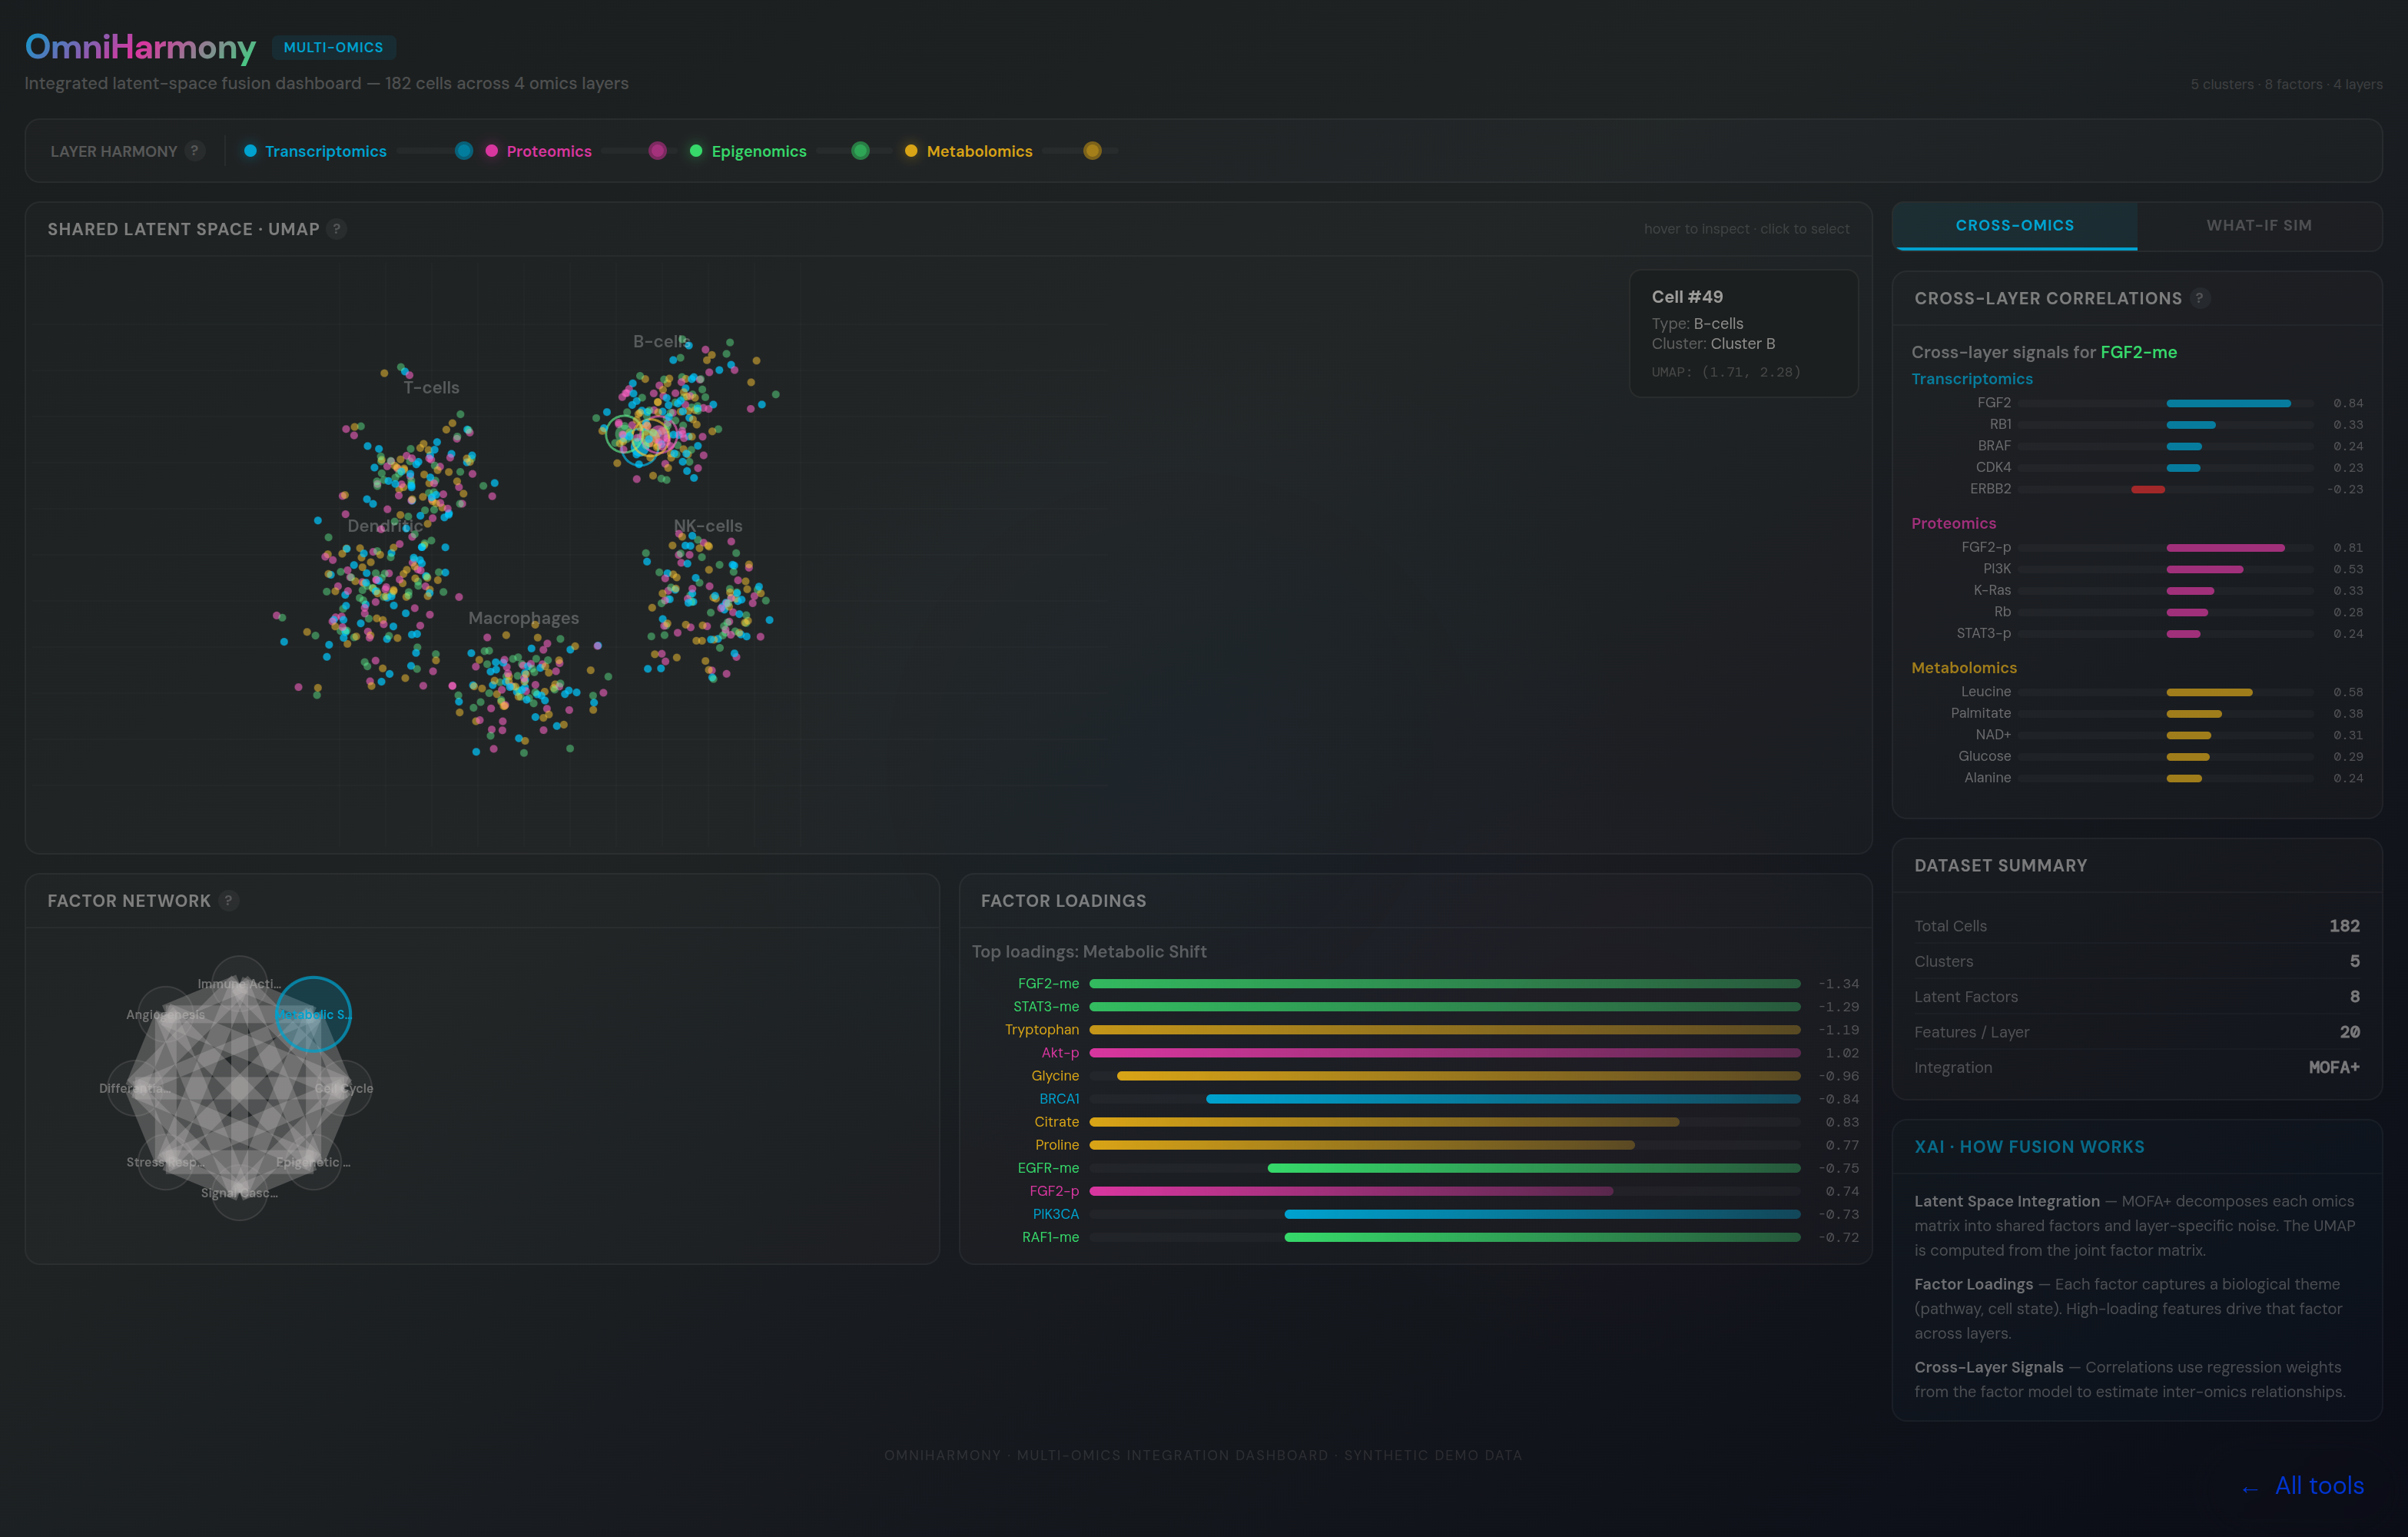 OmniHarmony MULTI-OMICS
Integrated latent-space fusion dashboard — 182 cells across 4 omics layers
5 clusters · 8 factors · 4 layers
LAYER HARMONY ? Transcriptomics Proteomics Epigenomics Metabolomics
SHARED LATENT SPACE · UMAP ?
hover to inspect · click to select
Cell #49
Type: B-cells
Cluster: Cluster B
UMAP: (1.71, 2.28)
B-cells
T-cells
Dendritic
NK-cells
Macrophages
FACTOR NETWORK ?
Immune Acti...
Angiogenesis
Metabolic S...
Differentia...
Cell Cycle
Stress Resp...
Epigenetic ...
Signal Casc...
FACTOR LOADINGS
Top loadings: Metabolic Shift
FGF2-me -1.34
STAT3-me -1.29
Tryptophan -1.19
Akt-p 1.02
Glycine -0.96
BRCA1 -0.84
Citrate 0.83
Proline 0.77
EGFR-me -0.75
FGF2-p 0.74
PIK3CA -0.73
RAF1-me -0.72
CROSS-OMICS WHAT-IF SIM
CROSS-LAYER CORRELATIONS ?
Cross-layer signals for FGF2-me
Transcriptomics
FGF2 0.84
RB1 0.33
BRAF 0.24
CDK4 0.23
ERBB2 -0.23
Proteomics
FGF2-p 0.81
PI3K 0.53
K-Ras 0.33
Rb 0.28
STAT3-p 0.24
Metabolomics
Leucine 0.58
Palmitate 0.38
NAD+ 0.31
Glucose 0.29
Alanine 0.24
DATASET SUMMARY
Total Cells 182
Clusters 5
Latent Factors 8
Features / Layer 20
Integration MOFA+
XAI · HOW FUSION WORKS
Latent Space Integration — MOFA+ decomposes each omics
matrix into shared factors and layer-specific noise. The UMAP
is computed from the joint factor matrix.
Factor Loadings — Each factor captures a biological theme
(pathway, cell state). High-loading features drive that factor
across layers.
Cross-Layer Signals — Correlations use regression weights
from the factor model to estimate inter-omics relationships.
OMNIHARMONY · MULTI-OMICS INTEGRATION DASHBOARD · SYNTHETIC DEMO DATA
← All tools